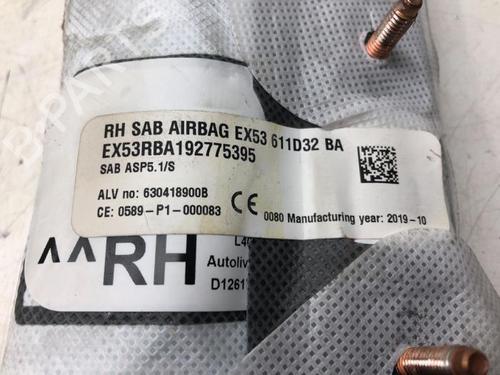 RH SAB AIRBAG EX53 611D32 BA
EX53RBA192775395
SAB ASP5.1/S
ALV no: 630418900B
CE: 0589-P1-000083 CE 0080 Manufacturing year: 2019-10
^^RH
Autoliv
B-PARTS